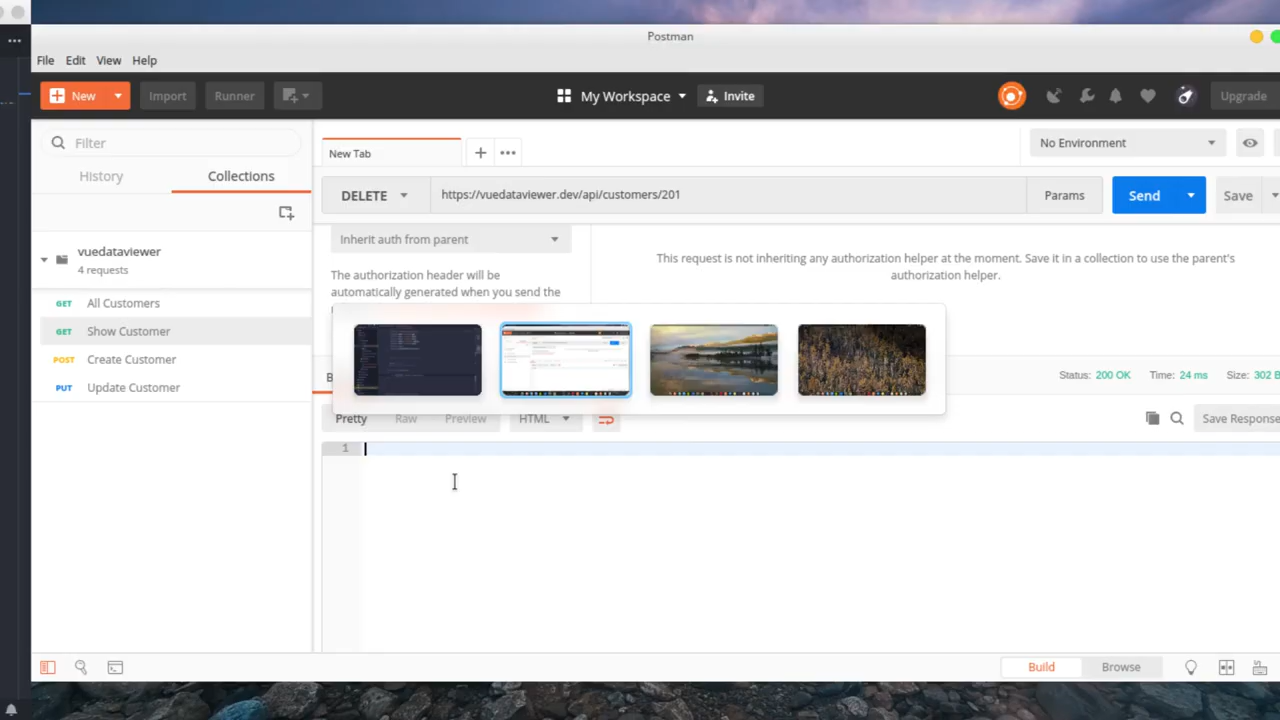 Postman
File Edit View Help
New Import Runner My Workspace Invite Upgrade
Filter
History Collections
vuedataviewer
4 requests
GET All Customers
GET Show Customer
POST Create Customer
PUT Update Customer
New Tab
No Environment
DELETE https://vuedataviewer.dev/api/customers/201 Params Send Save
Inherit auth from parent
The authorization header will be
automatically generated when you send the
This request is not inheriting any authorization helper at the moment. Save it in a collection to use the parent's
authorization helper.
B
Status: 200 OK Time: 24 ms Size: 302 B
Pretty Raw Preview HTML Save Response
1
Build Browse